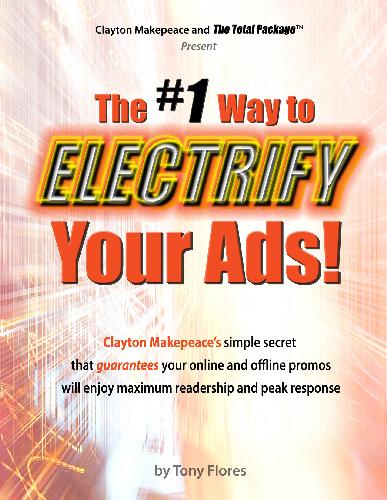 Clayton Makepeace and The Total Package™
Present
The #1 Way to
ELECTRIFY
Your Ads!
Clayton Makepeace's simple secret
that guarantees your online and offline promos
will enjoy maximum readership and peak response
by Tony Flores